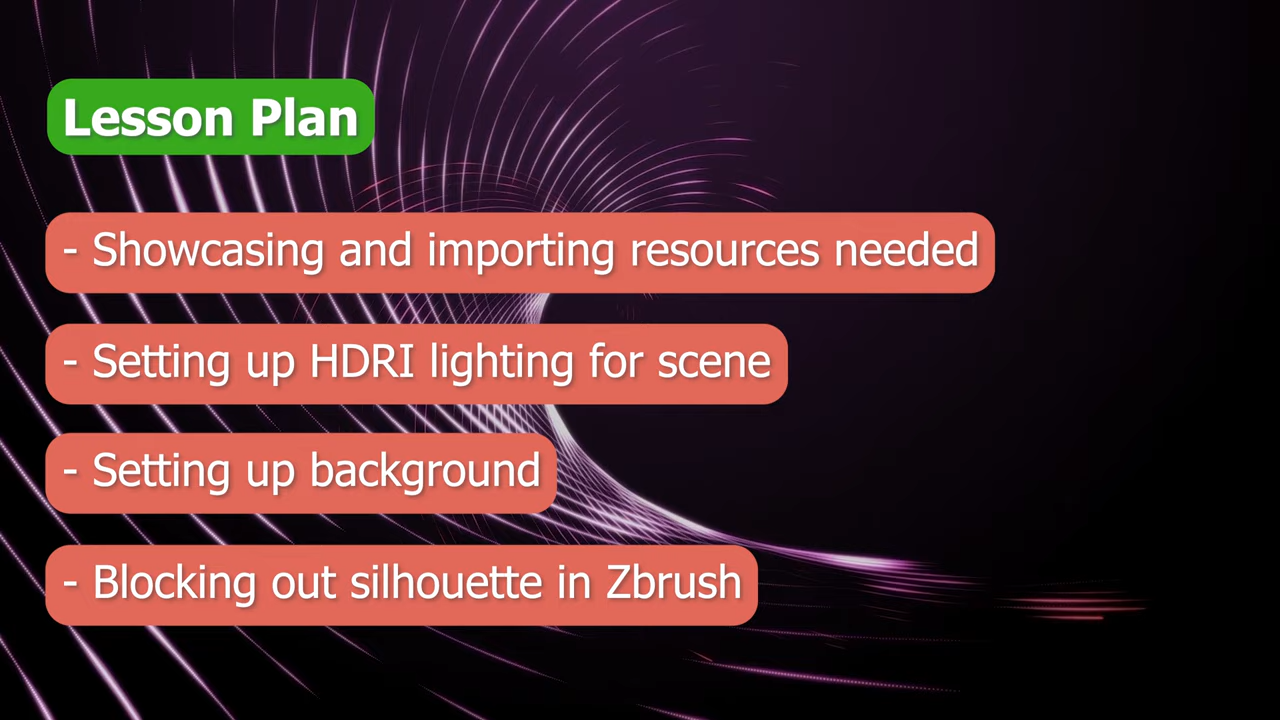 Lesson Plan
- Showcasing and importing resources needed
- Setting up HDRI lighting for scene
- Setting up background
- Blocking out silhouette in Zbrush